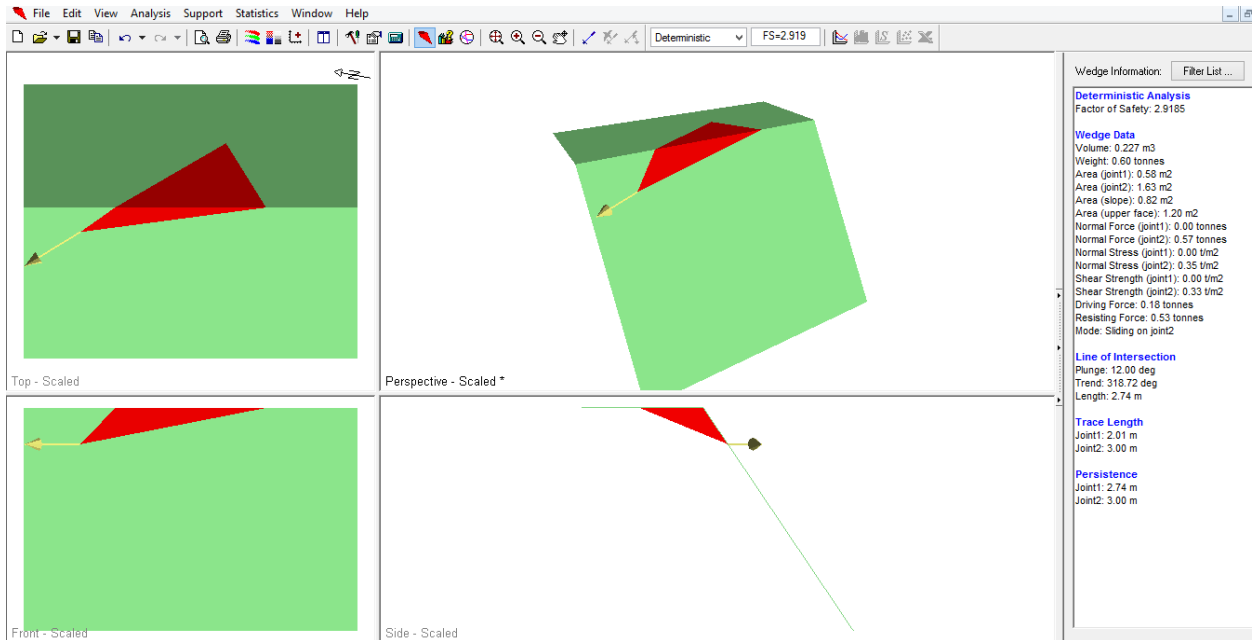 File Edit View Analysis Support Statistics Window Help
Deterministic FS=2.919
Top - Scaled
Perspective - Scaled *
Front - Scaled
Side - Scaled
Wedge Information: Filter List ...
Deterministic Analysis
Factor of Safety: 2.9185
Wedge Data
Volume: 0.227 m3
Weight: 0.60 tonnes
Area (joint1): 0.58 m2
Area (joint2): 1.63 m2
Area (slope): 0.82 m2
Area (upper face): 1.20 m2
Normal Force (joint1): 0.00 tonnes
Normal Force (joint2): 0.57 tonnes
Normal Stress (joint1): 0.00 t/m2
Normal Stress (joint2): 0.35 t/m2
Shear Strength (joint1): 0.00 t/m2
Shear Strength (joint2): 0.33 t/m2
Driving Force: 0.18 tonnes
Resisting Force: 0.53 tonnes
Mode: Sliding on joint2
Line of Intersection
Plunge: 12.00 deg
Trend: 318.72 deg
Length: 2.74 m
Trace Length
Joint1: 2.01 m
Joint2: 3.00 m
Persistence
Joint1: 2.74 m
Joint2: 3.00 m